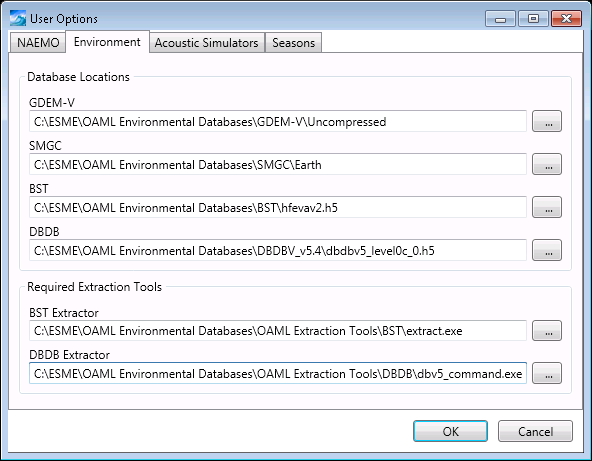 User Options
NAEMO Environment Acoustic Simulators Seasons
Database Locations
GDEM-V
C:\ESME\OAML Environmental Databases\GDEM-V\Uncompressed ...
SMGC
C:\ESME\OAML Environmental Databases\SMGC\Earth ...
BST
C:\ESME\OAML Environmental Databases\BST\hfevav2.h5 ...
DBDB
C:\ESME\OAML Environmental Databases\DBDBV_v5.4\dbdbv5_level0c_0.h5 ...
Required Extraction Tools
BST Extractor
C:\ESME\OAML Environmental Databases\OAML Extraction Tools\BST\extract.exe ...
DBDB Extractor
C:\ESME\OAML Environmental Databases\OAML Extraction Tools\DBDB\dbv5_command.exe ...
OK Cancel